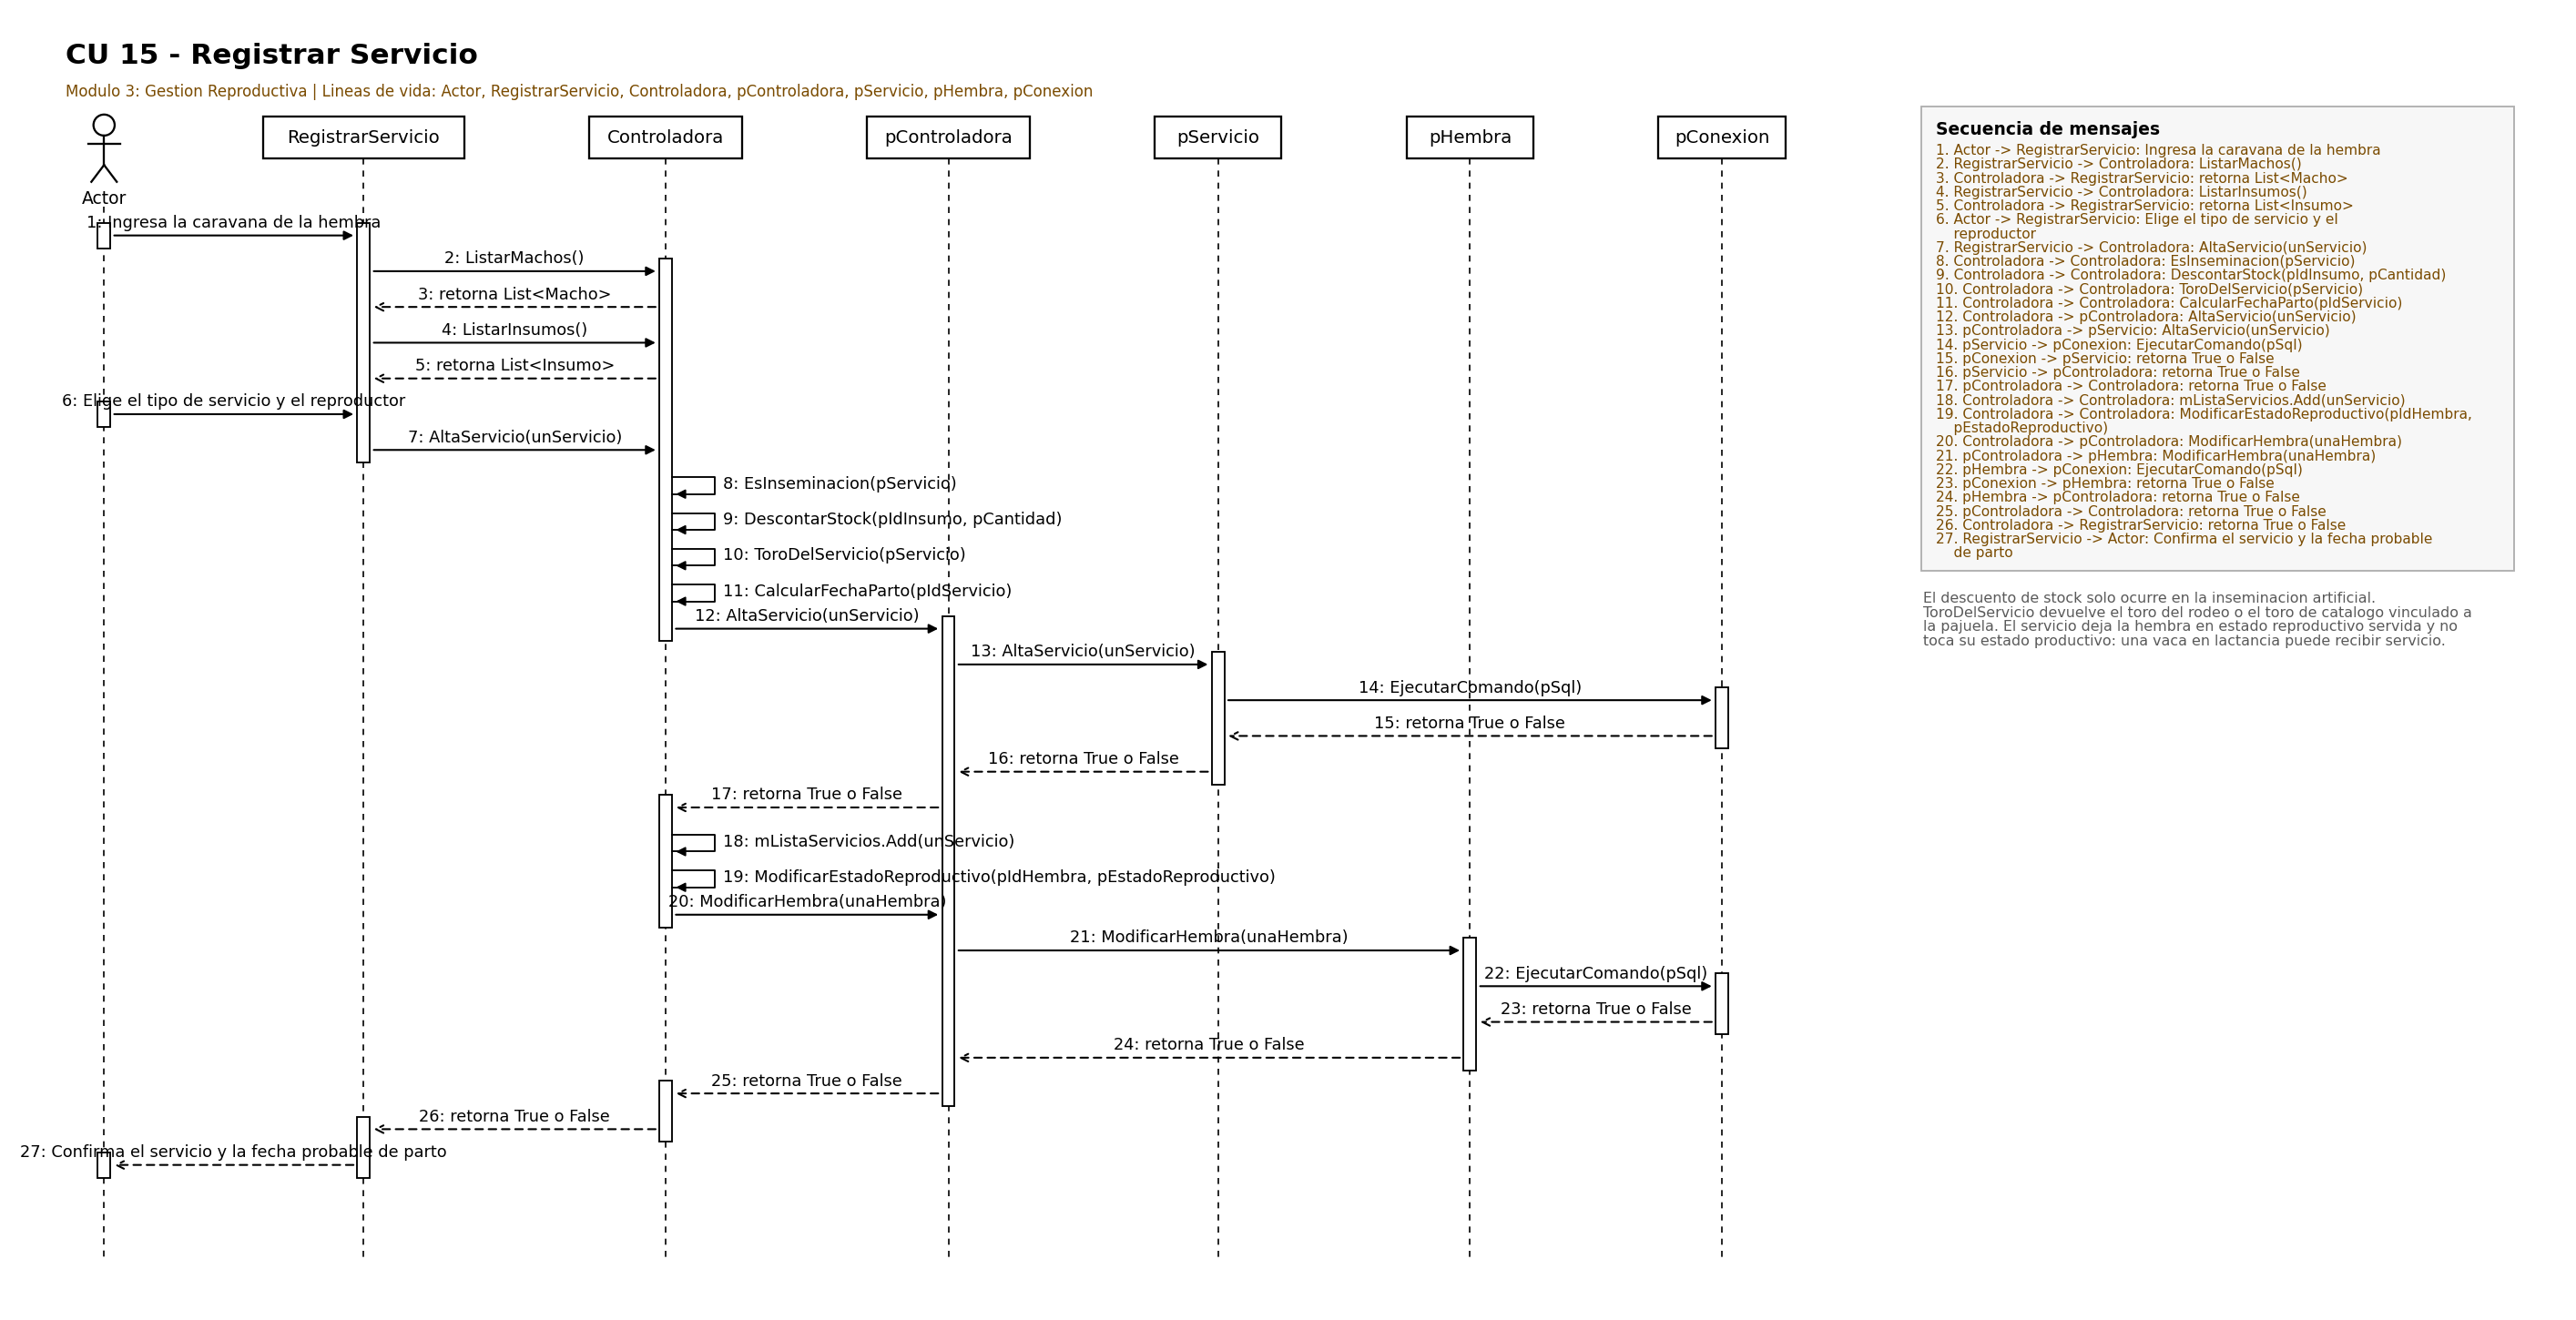 CU 15 - Registrar Servicio
Modulo 3: Gestion Reproductiva | Lineas de vida: Actor, RegistrarServicio, Controladora, pControladora, pServicio, pHembra, pConexion
Actor
RegistrarServicio
Controladora
pControladora
pServicio
pHembra
pConexion
1: Ingresa la caravana de la hembra
2: ListarMachos()
3: retorna List<Macho>
4: ListarInsumos()
5: retorna List<Insumo>
6: Elige el tipo de servicio y el reproductor
7: AltaServicio(unServicio)
8: EsInseminacion(pServicio)
9: DescontarStock(pIdInsumo, pCantidad)
10: ToroDelServicio(pServicio)
11: CalcularFechaParto(pIdServicio)
12: AltaServicio(unServicio)
13: AltaServicio(unServicio)
14: EjecutarComando(pSql)
15: retorna True o False
16: retorna True o False
17: retorna True o False
18: mListaServicios.Add(unServicio)
19: ModificarEstadoReproductivo(pIdHembra, pEstadoReproductivo)
20: ModificarHembra(unaHembra)
21: ModificarHembra(unaHembra)
22: EjecutarComando(pSql)
23: retorna True o False
24: retorna True o False
25: retorna True o False
26: retorna True o False
27: Confirma el servicio y la fecha probable de parto
Secuencia de mensajes
1. Actor -> RegistrarServicio: Ingresa la caravana de la hembra
2. RegistrarServicio -> Controladora: ListarMachos()
3. Controladora -> RegistrarServicio: retorna List<Macho>
4. RegistrarServicio -> Controladora: ListarInsumos()
5. Controladora -> RegistrarServicio: retorna List<Insumo>
6. Actor -> RegistrarServicio: Elige el tipo de servicio y el
reproductor
7. RegistrarServicio -> Controladora: AltaServicio(unServicio)
8. Controladora -> Controladora: EsInseminacion(pServicio)
9. Controladora -> Controladora: DescontarStock(pIdInsumo, pCantidad)
10. Controladora -> Controladora: ToroDelServicio(pServicio)
11. Controladora -> Controladora: CalcularFechaParto(pIdServicio)
12. Controladora -> pControladora: AltaServicio(unServicio)
13. pControladora -> pServicio: AltaServicio(unServicio)
14. pServicio -> pConexion: EjecutarComando(pSql)
15. pConexion -> pServicio: retorna True o False
16. pServicio -> pControladora: retorna True o False
17. pControladora -> Controladora: retorna True o False
18. Controladora -> Controladora: mListaServicios.Add(unServicio)
19. Controladora -> Controladora: ModificarEstadoReproductivo(pIdHembra,
pEstadoReproductivo)
20. Controladora -> pControladora: ModificarHembra(unaHembra)
21. pControladora -> pHembra: ModificarHembra(unaHembra)
22. pHembra -> pConexion: EjecutarComando(pSql)
23. pConexion -> pHembra: retorna True o False
24. pHembra -> pControladora: retorna True o False
25. pControladora -> Controladora: retorna True o False
26. Controladora -> RegistrarServicio: retorna True o False
27. RegistrarServicio -> Actor: Confirma el servicio y la fecha probable
de parto
El descuento de stock solo ocurre en la inseminacion artificial.
ToroDelServicio devuelve el toro del rodeo o el toro de catalogo vinculado a
la pajuela. El servicio deja la hembra en estado reproductivo servida y no
toca su estado productivo: una vaca en lactancia puede recibir servicio.